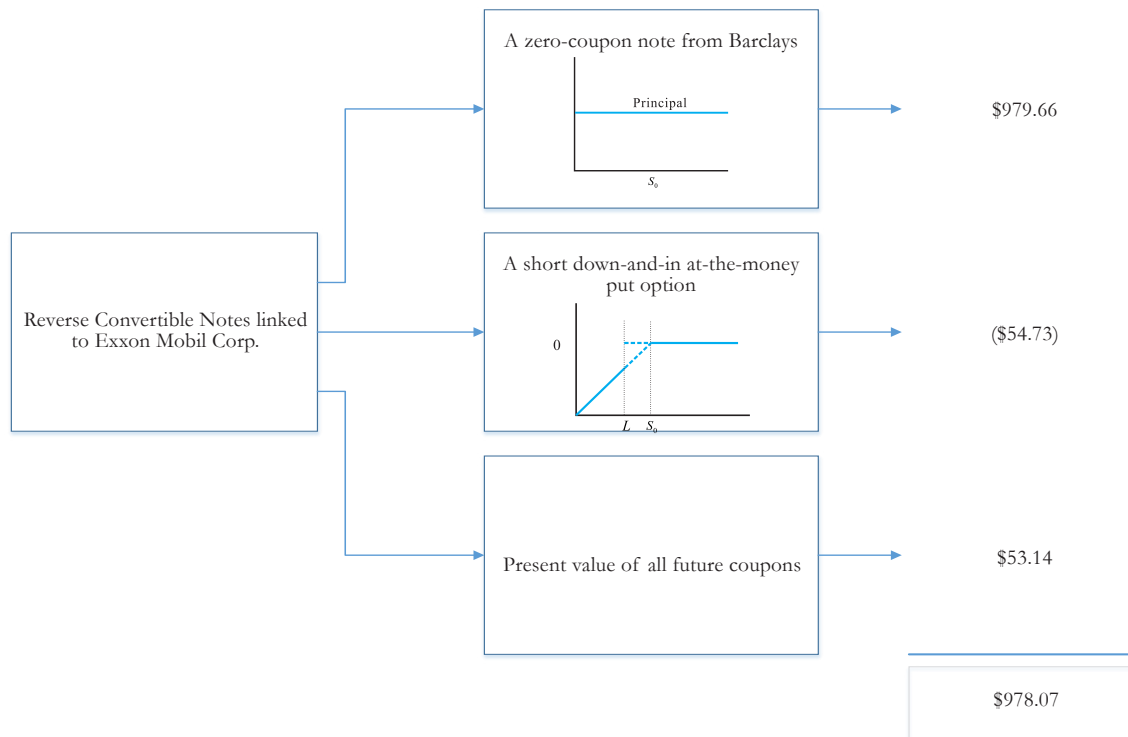 A zero-coupon note from Barclays
Principal
S₀
$979.66
Reverse Convertible Notes linked
to Exxon Mobil Corp.
A short down-and-in at-the-money
put option
0
L S₀
($54.73)
Present value of all future coupons
$53.14
$978.07